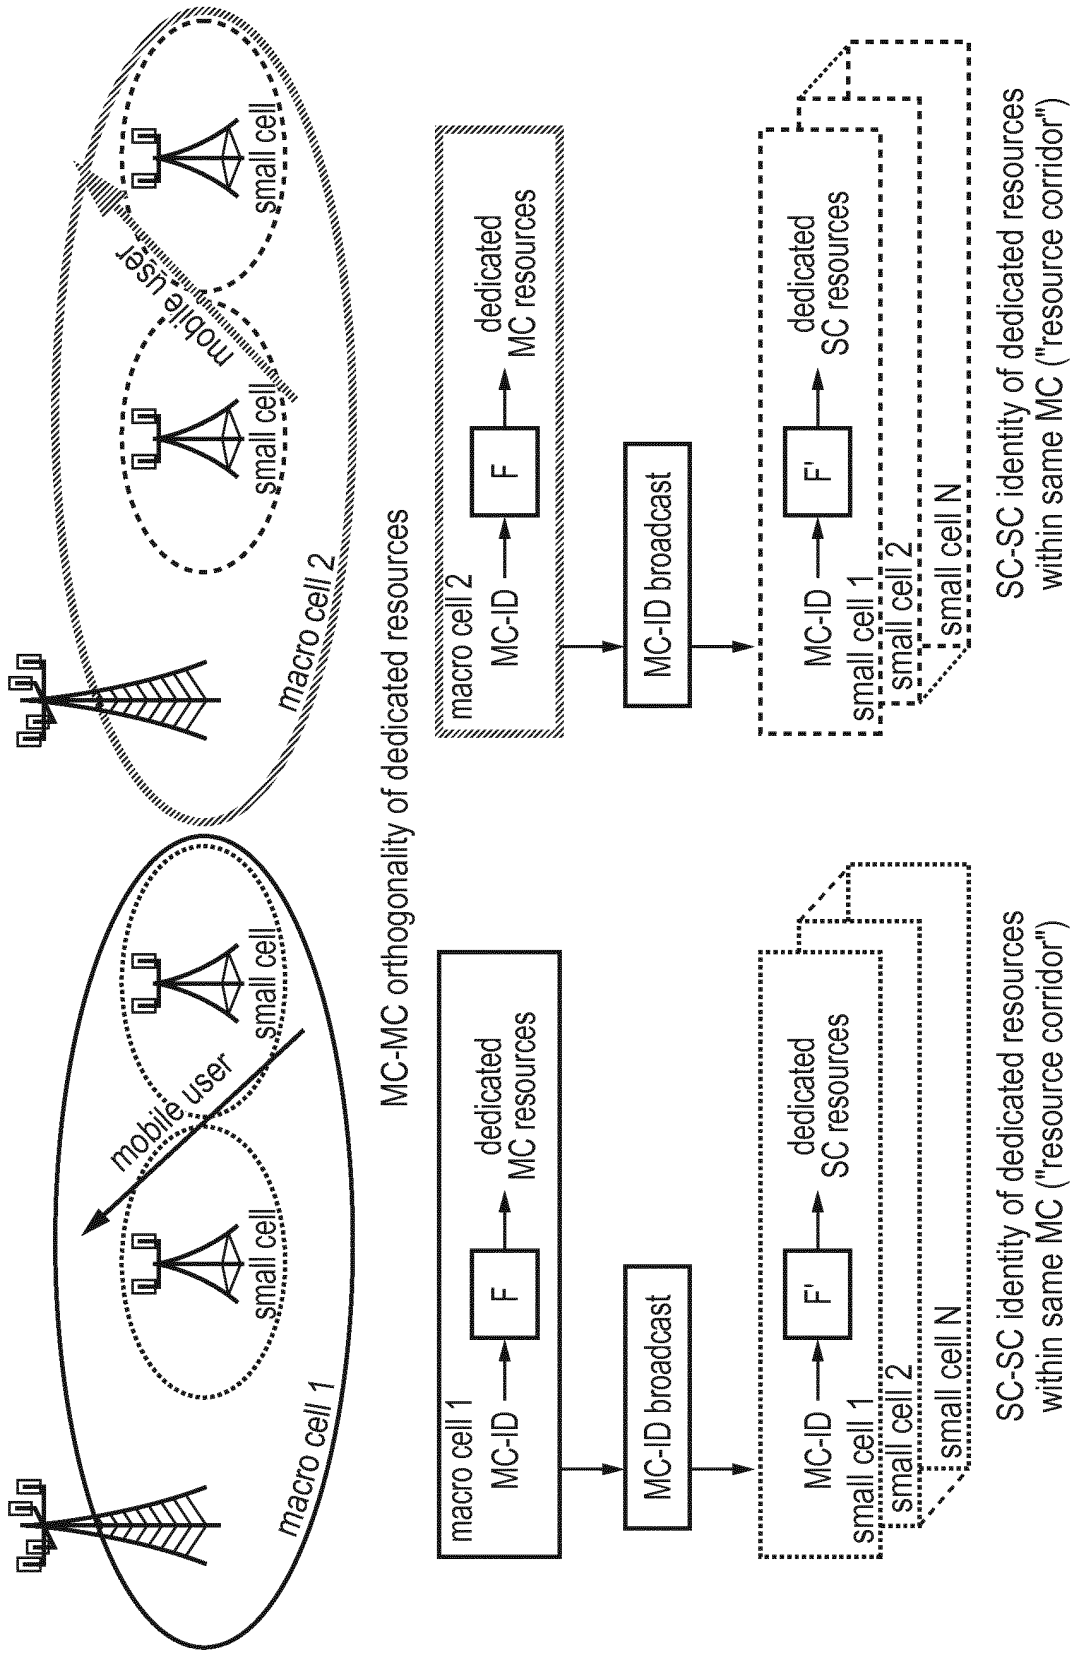 small cell
small cell
mobile user
macro cell 1
small cell
small cell
mobile user
macro cell 2
MC-MC orthogonality of dedicated resources
macro cell 1
MC-ID
F
dedicated
MC resources
macro cell 2
MC-ID
F
dedicated
MC resources
MC-ID broadcast
MC-ID broadcast
MC-ID
F'
dedicated
SC resources
small cell 1
small cell 2
small cell N
MC-ID
F'
dedicated
SC resources
small cell 1
small cell 2
small cell N
SC-SC identity of dedicated resources
within same MC ("resource corridor")
SC-SC identity of dedicated resources
within same MC ("resource corridor")